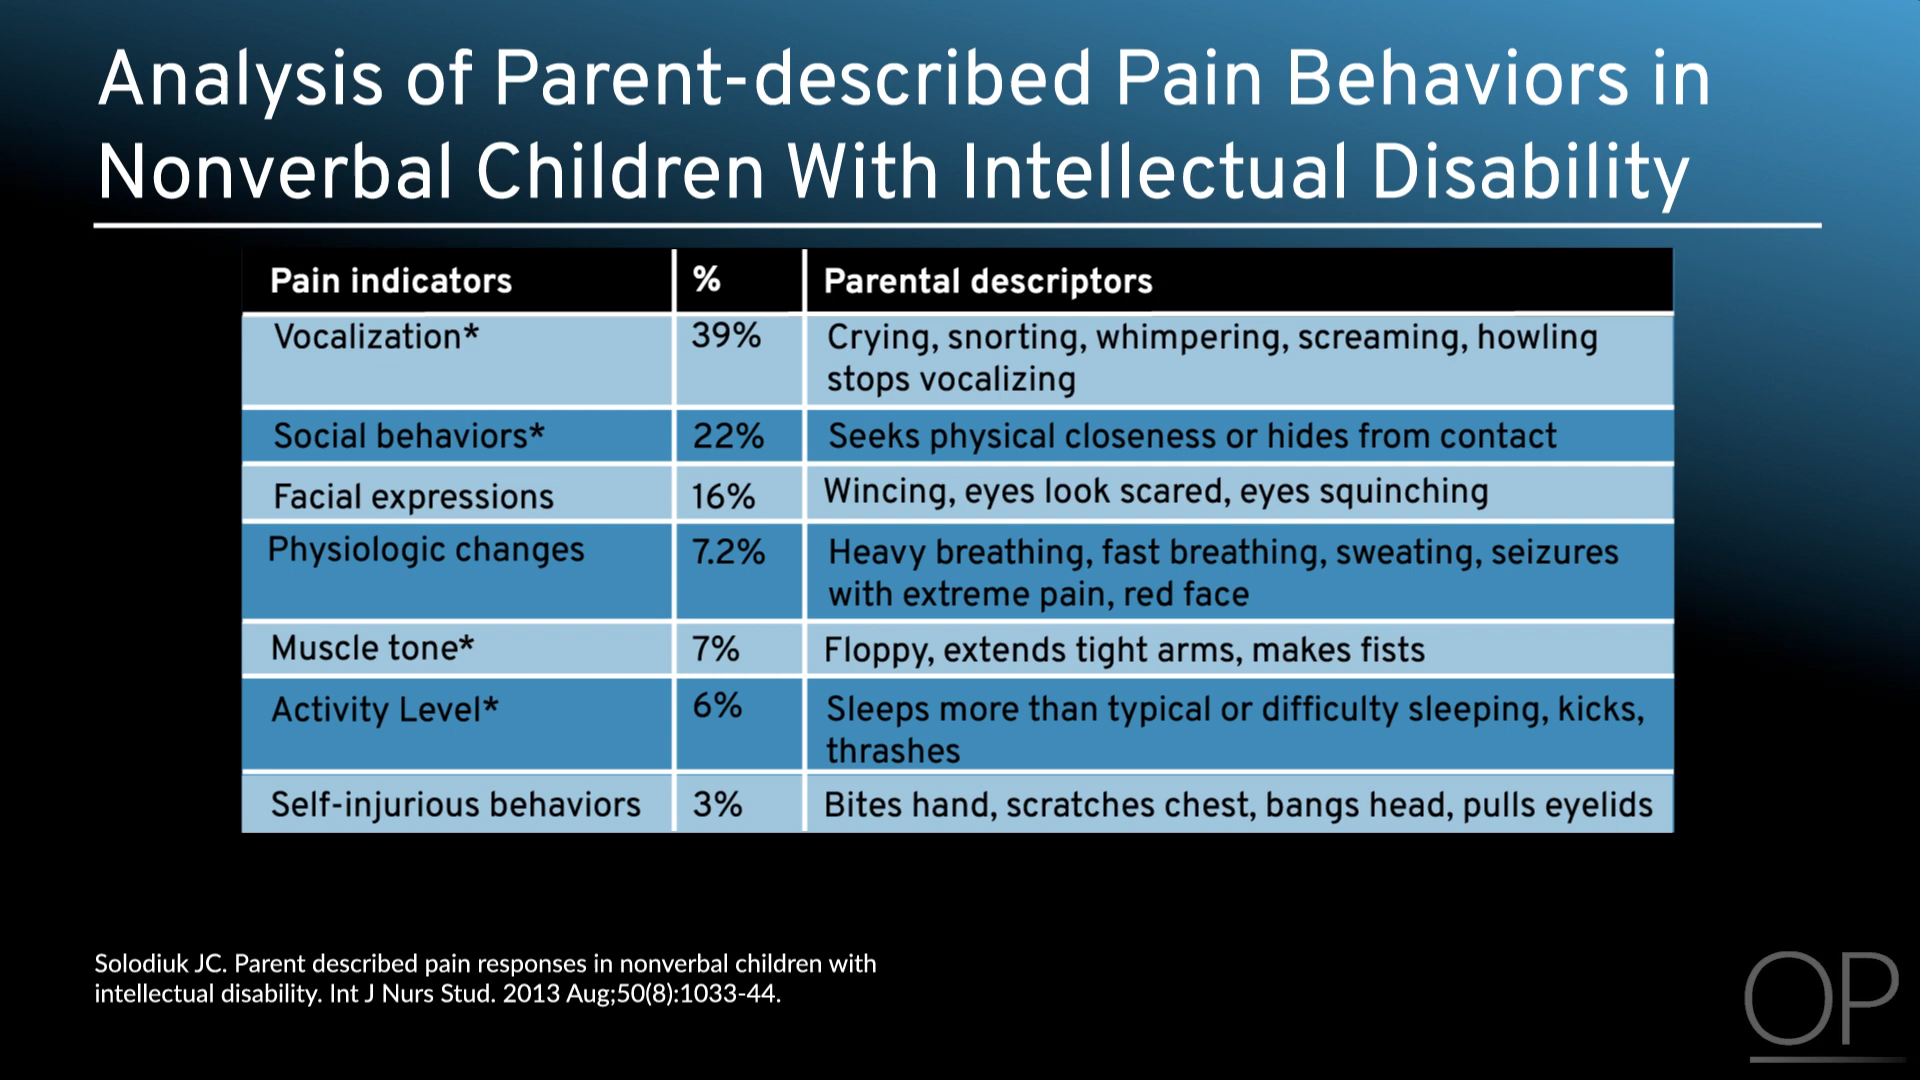 Analysis of Parent-described Pain Behaviors in
Nonverbal Children With Intellectual Disability
Pain indicators % Parental descriptors
Vocalization* 39% Crying, snorting, whimpering, screaming, howling
stops vocalizing
Social behaviors* 22% Seeks physical closeness or hides from contact
Facial expressions 16% Wincing, eyes look scared, eyes squinching
Physiologic changes 7.2% Heavy breathing, fast breathing, sweating, seizures
with extreme pain, red face
Muscle tone* 7% Floppy, extends tight arms, makes fists
Activity Level* 6% Sleeps more than typical or difficulty sleeping, kicks,
thrashes
Self-injurious behaviors 3% Bites hand, scratches chest, bangs head, pulls eyelids
Solodiuk JC. Parent described pain responses in nonverbal children with
intellectual disability. Int J Nurs Stud. 2013 Aug;50(8):1033-44.
OP